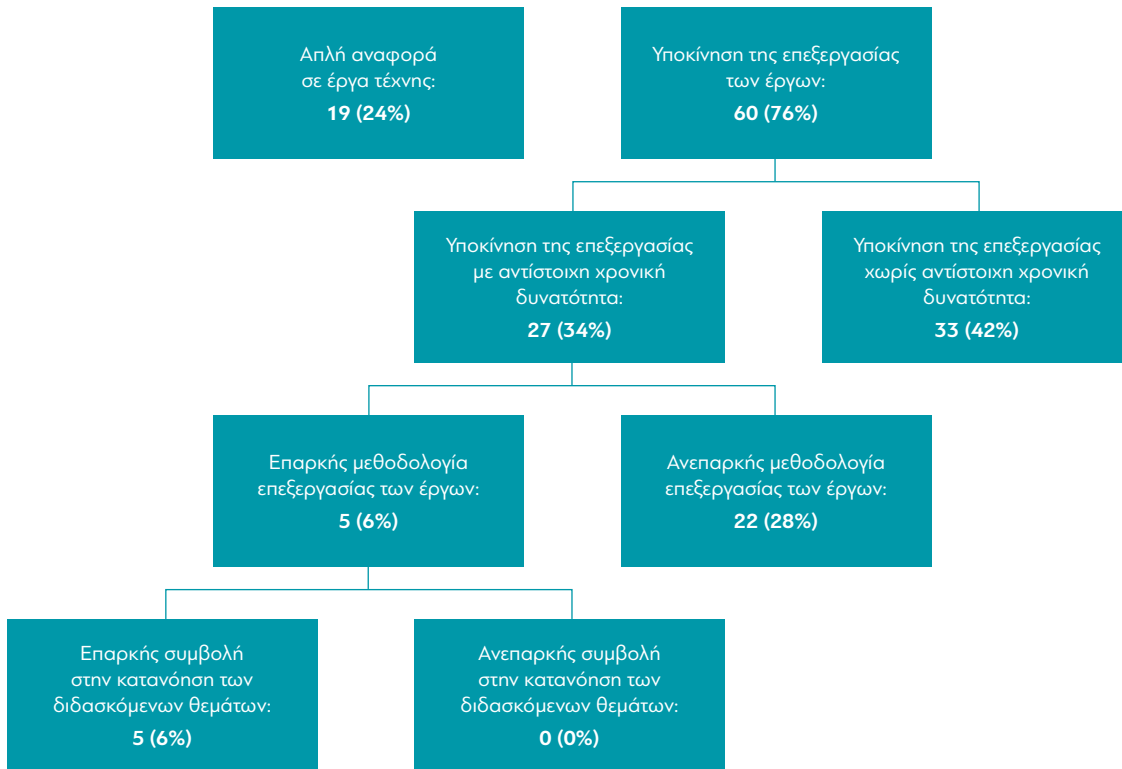 Απλή αναφορά
σε έργα τέχνης:
19 (24%)
Υποκίνηση της επεξεργασίας
των έργων:
60 (76%)
Υποκίνηση της επεξεργασίας
με αντίστοιχη χρονική
δυνατότητα:
27 (34%)
Υποκίνηση της επεξεργασίας
χωρίς αντίστοιχη χρονική
δυνατότητα:
33 (42%)
Επαρκής μεθοδολογία
επεξεργασίας των έργων:
5 (6%)
Ανεπαρκής μεθοδολογία
επεξεργασίας των έργων:
22 (28%)
Επαρκής συμβολή
στην κατανόηση των
διδασκόμενων θεμάτων:
5 (6%)
Ανεπαρκής συμβολή
στην κατανόηση των
διδασκόμενων θεμάτων:
0 (0%)